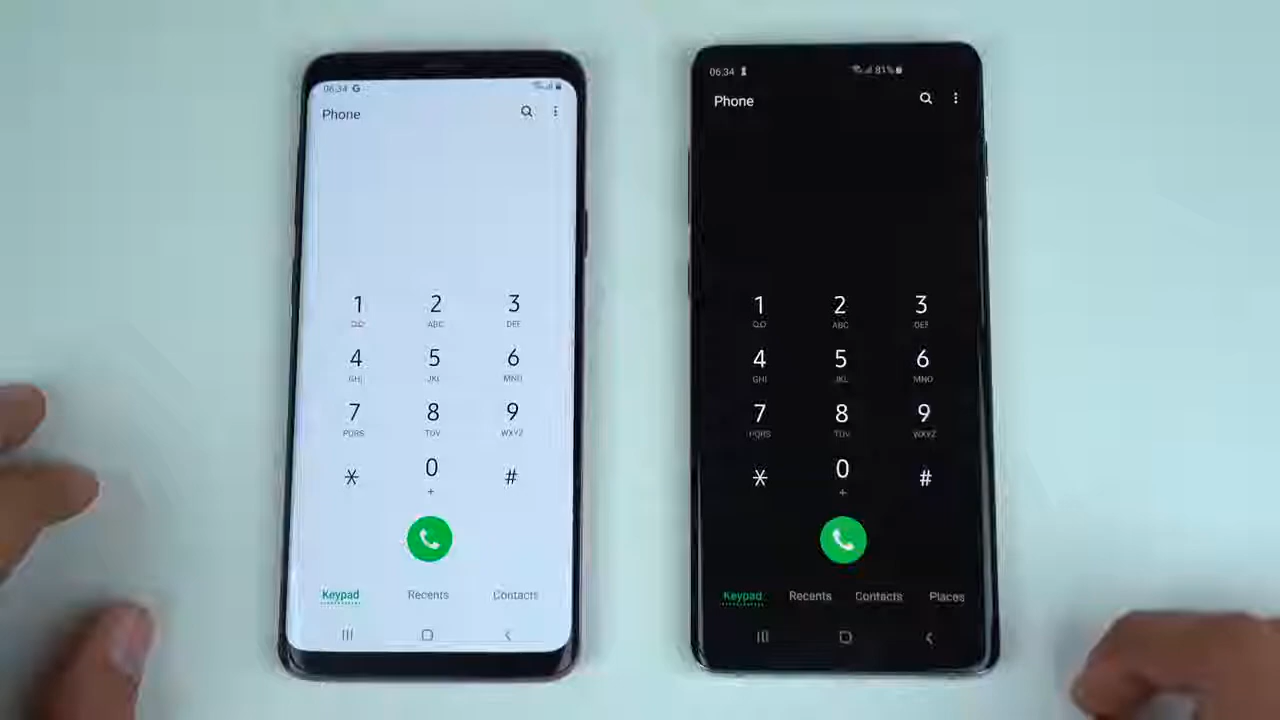 06:34 G
Phone
1
2
ABC
3
DEF
4
GHI
5
JKL
6
MNO
7
PQRS
8
TUV
9
WXYZ
*
0
+
#
Keypad
Recents
Contacts
06:34
81%
Phone
1
2
ABC
3
DEF
4
GHI
5
JKL
6
MNO
7
PQRS
8
TUV
9
WXYZ
*
0
+
#
Keypad
Recents
Contacts
Places